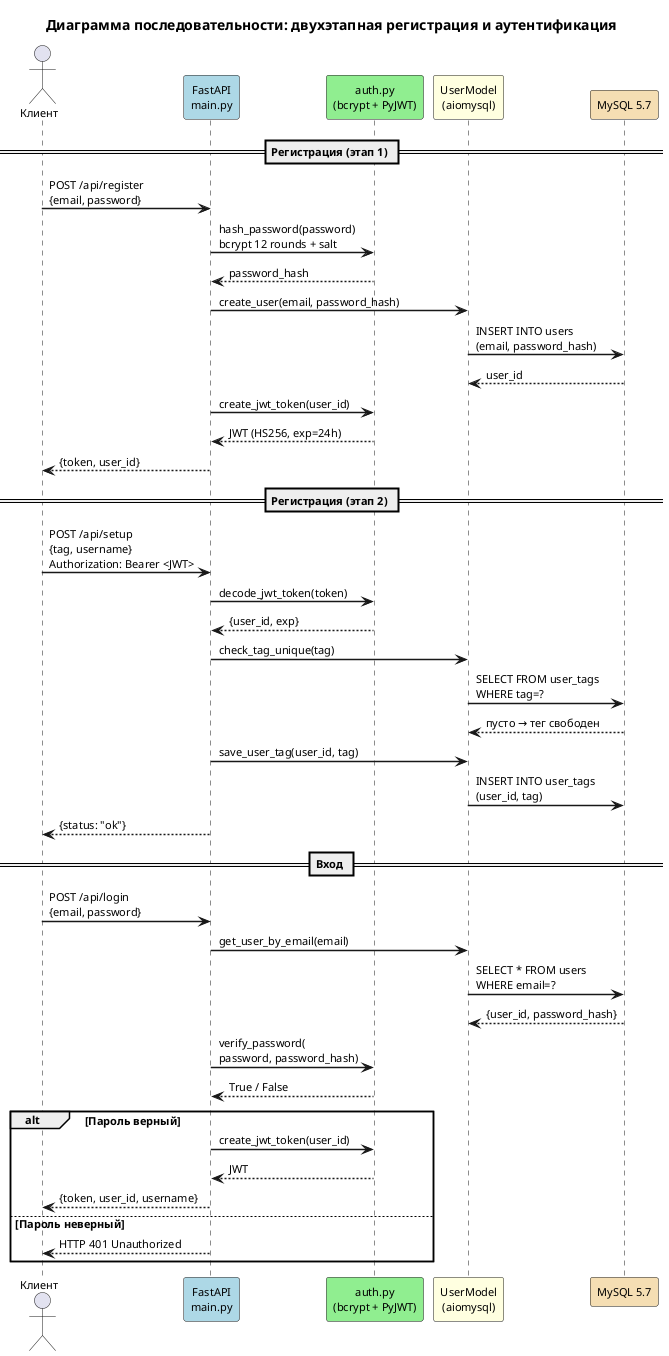 Диаграмма последовательности: двухэтапная регистрация и аутентификация
Клиент
FastAPI
main.py
auth.py
(bcrypt + PyJWT)
UserModel
(aiomysql)
MySQL 5.7
Регистрация (этап 1)
POST /api/register
{email, password}
hash_password(password)
bcrypt 12 rounds + salt
password_hash
create_user(email, password_hash)
INSERT INTO users
(email, password_hash)
user_id
create_jwt_token(user_id)
JWT (HS256, exp=24h)
{token, user_id}
Регистрация (этап 2)
POST /api/setup
{tag, username}
Authorization: Bearer <JWT>
decode_jwt_token(token)
{user_id, exp}
check_tag_unique(tag)
SELECT FROM user_tags
WHERE tag=?
пусто → тег свободен
save_user_tag(user_id, tag)
INSERT INTO user_tags
(user_id, tag)
{status: "ok"}
Вход
POST /api/login
{email, password}
get_user_by_email(email)
SELECT * FROM users
WHERE email=?
{user_id, password_hash}
verify_password(
password, password_hash)
True / False
alt [Пароль верный]
create_jwt_token(user_id)
JWT
{token, user_id, username}
[Пароль неверный]
HTTP 401 Unauthorized
Клиент
FastAPI
main.py
auth.py
(bcrypt + PyJWT)
UserModel
(aiomysql)
MySQL 5.7